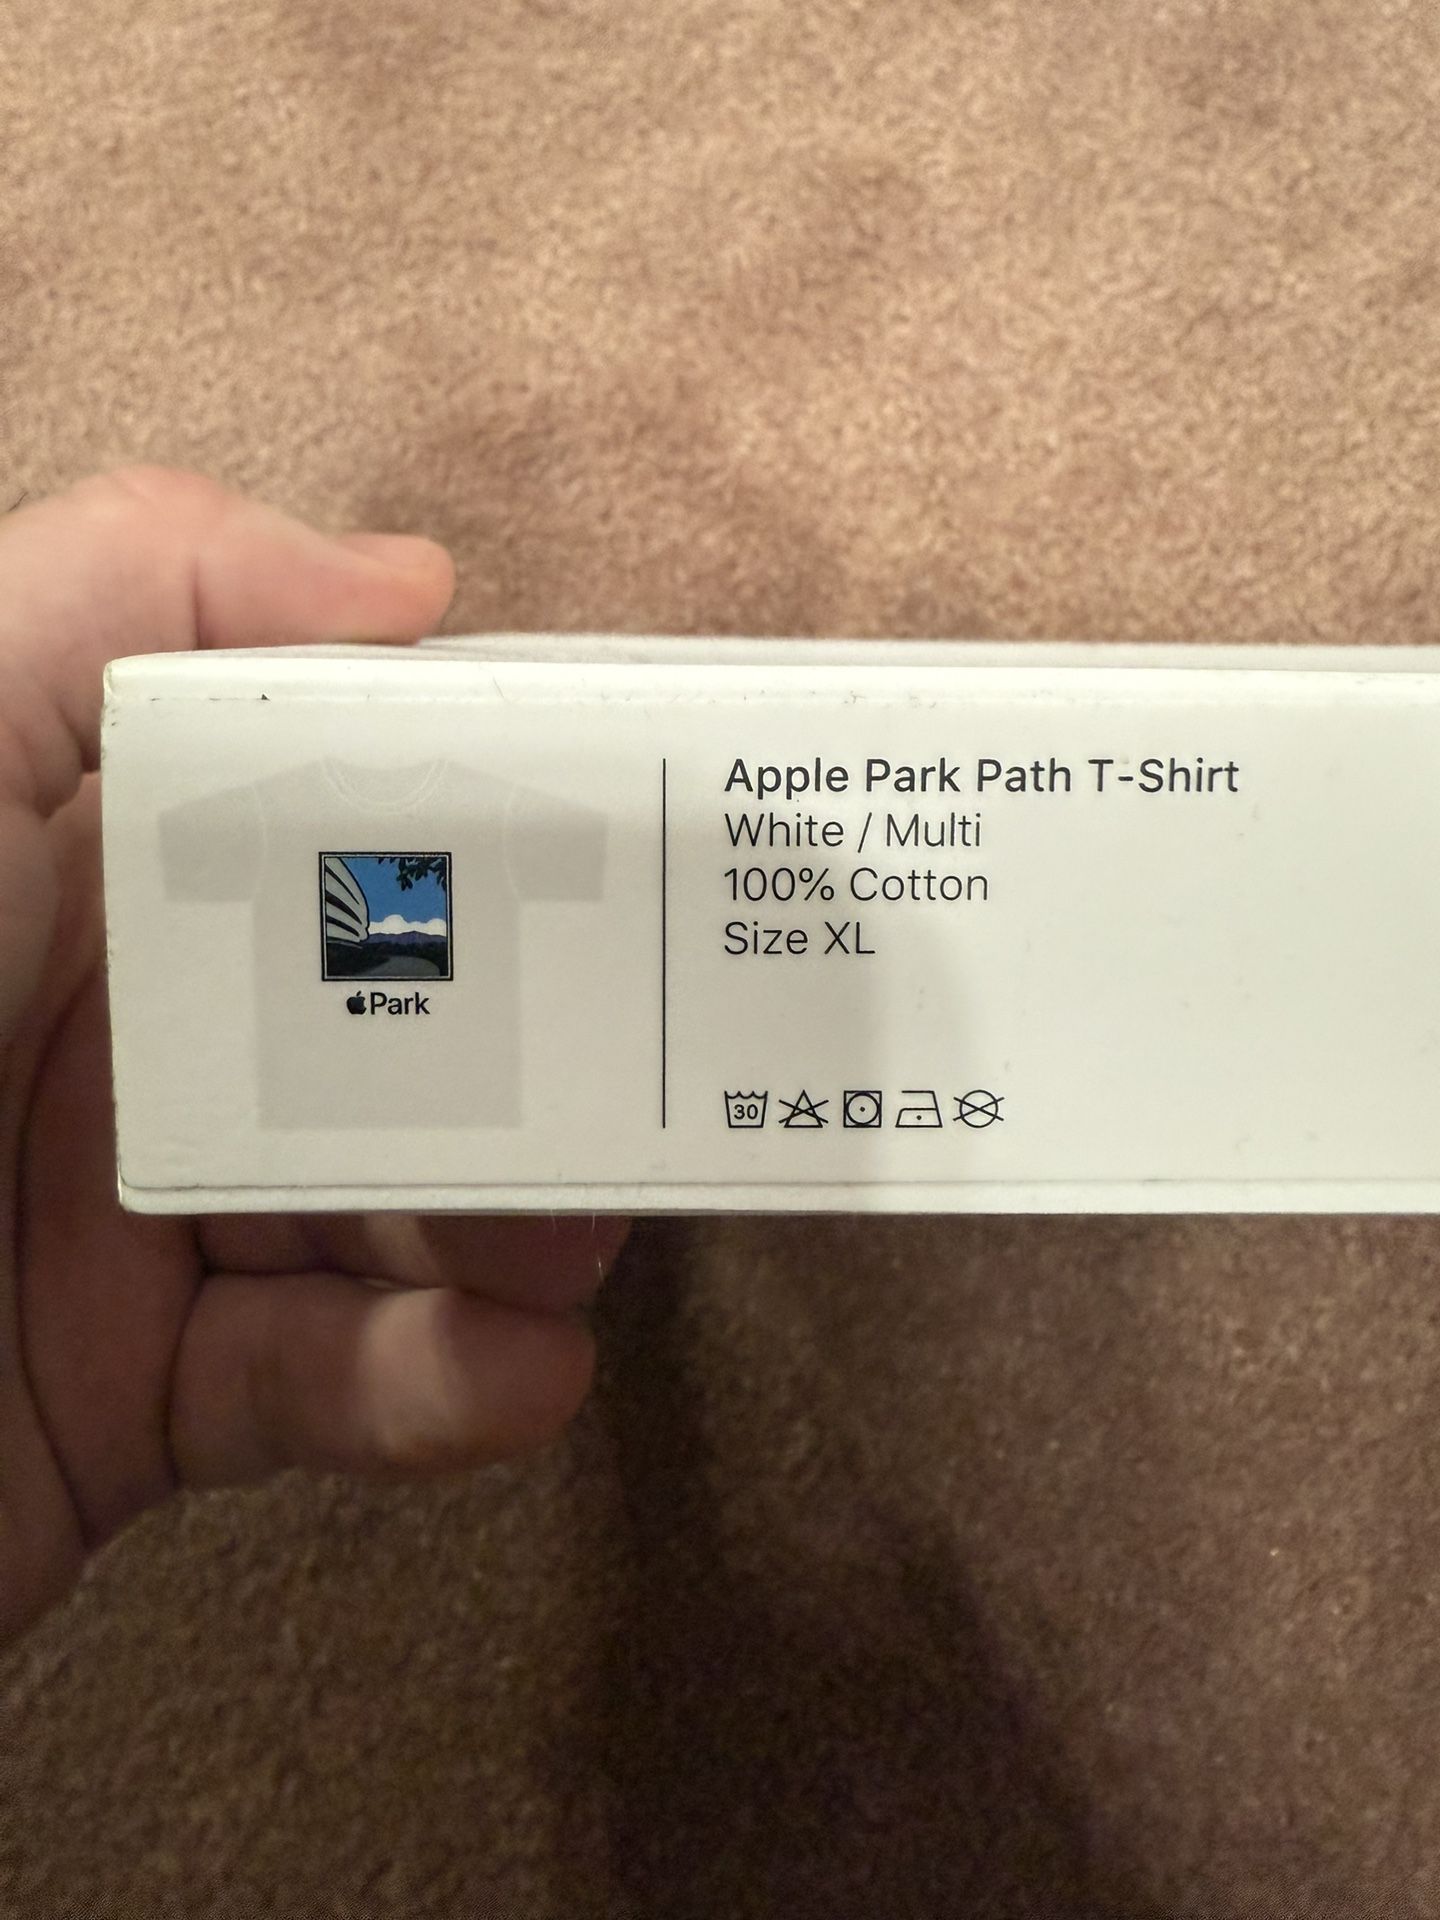 Apple Park Path T-Shirt
White / Multi
100% Cotton
Size XL
Park
30